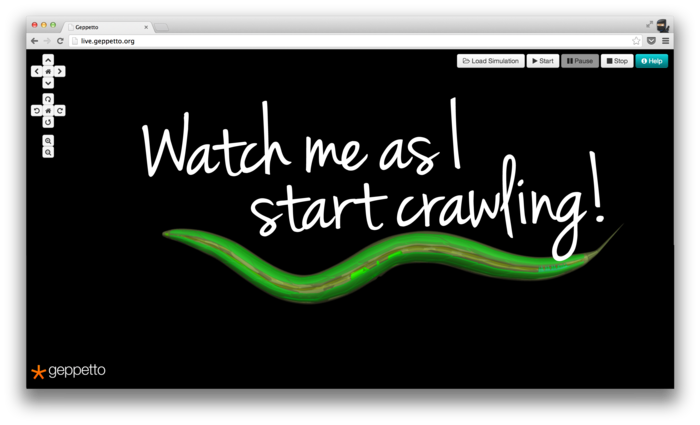 Geppetto
live.geppetto.org
Load Simulation
Start
Pause
Stop
Help
Watch me as I
start crawling!
geppetto